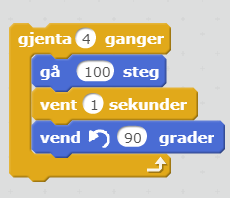 gjenta 4 ganger
gå 100 steg
vent 1 sekunder
vend 90 grader